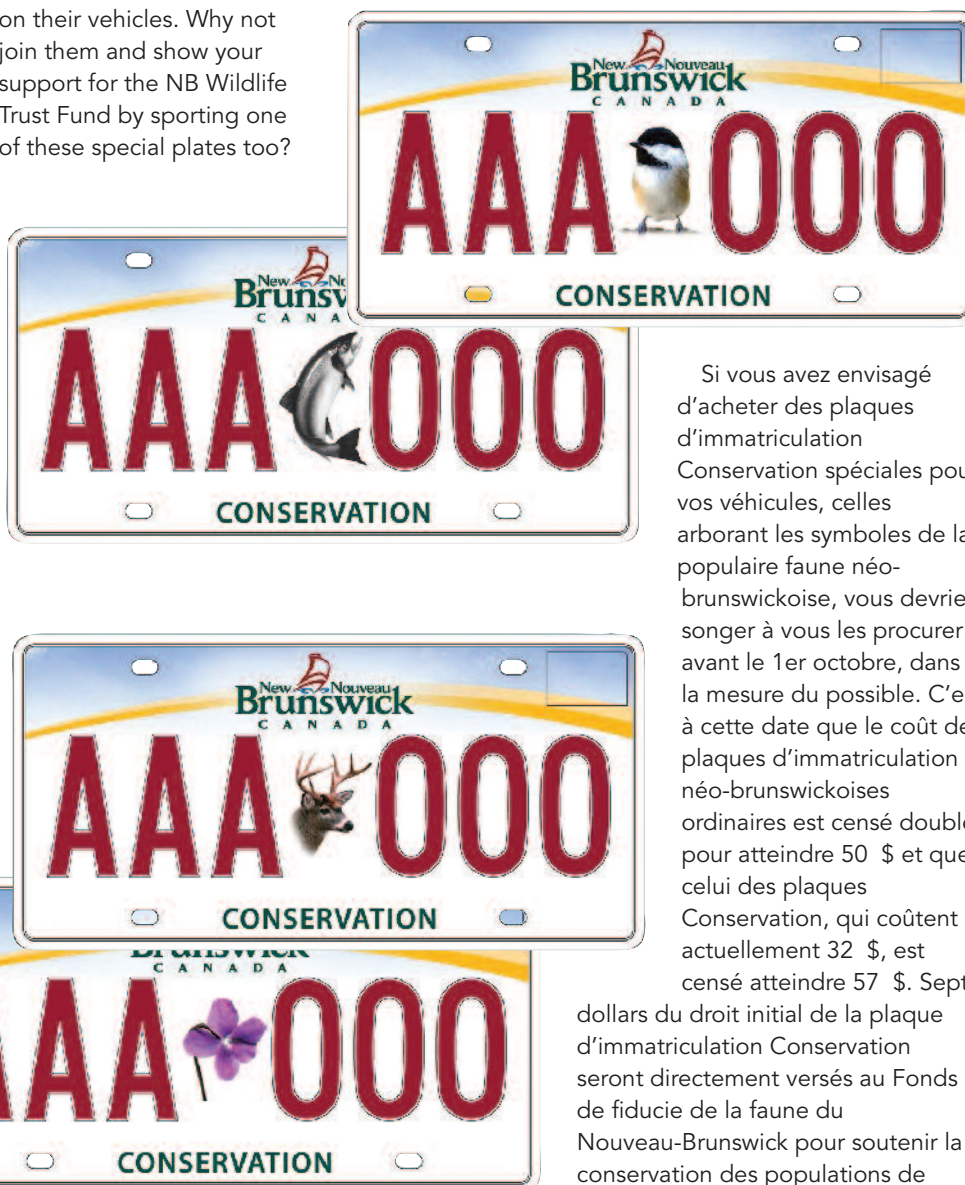 on their vehicles. Why not
join them and show your
support for the NB Wildlife
Trust Fund by sporting one
of these special plates too?
New Nouveau
Brunswick
CANADA
AAA 000
CONSERVATION
New
CANA
AAA 000
CONSERVATION
New Nouveau
Brunswick
CANADA
AAA 000
CONSERVATION
Brunswick
CANADA
AAA 000
CONSERVATION
Si vous avez envisagé
d'acheter des plaques
d'immatriculation
Conservation spéciales pou
vos véhicules, celles
arborant les symboles de la
populaire faune néo-
brunswickoise, vous devrie
songer à vous les procurer
avant le 1er octobre, dans
la mesure du possible. C'e
à cette date que le coût de
plaques d'immatriculation
néo-brunswickoises
ordinaires est censé double
pour atteindre 50 $ et que
celui des plaques
Conservation, qui coûtent
actuellement 32 $, est
censé atteindre 57 $. Sept
dollars du droit initial de la plaque
d'immatriculation Conservation
seront directement versés au Fonds
de fiducie de la faune du
Nouveau-Brunswick pour soutenir la
conservation des populations de